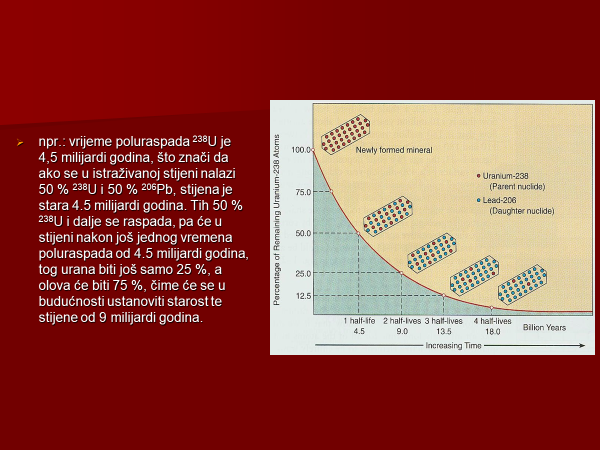 npr.: vrijeme poluraspada ²³⁸U je
4,5 milijardi godina, što znači da
ako se u istraživanoj stijeni nalazi
50 % ²³⁸U i 50 % ²⁰⁶Pb, stijena je
stara 4.5 milijardi godina. Tih 50 %
²³⁸U i dalje se raspada, pa će u
stijeni nakon još jednog vremena
poluraspada od 4.5 milijardi godina,
tog urana biti još samo 25 %, a
olova će biti 75 %, čime će se u
budućnosti ustanoviti starost te
stijene od 9 milijardi godina.
Percentage of Remaining Uranium-238 Atoms
100.0
75.0
50.0
25.0
12.5
Newly formed mineral
Uranium-238
(Parent nuclide)
Lead-206
(Daughter nuclide)
1 half-life 2 half-lives 3 half-lives 4 half-lives
4.5 9.0 13.5 18.0
Billion Years
Increasing Time